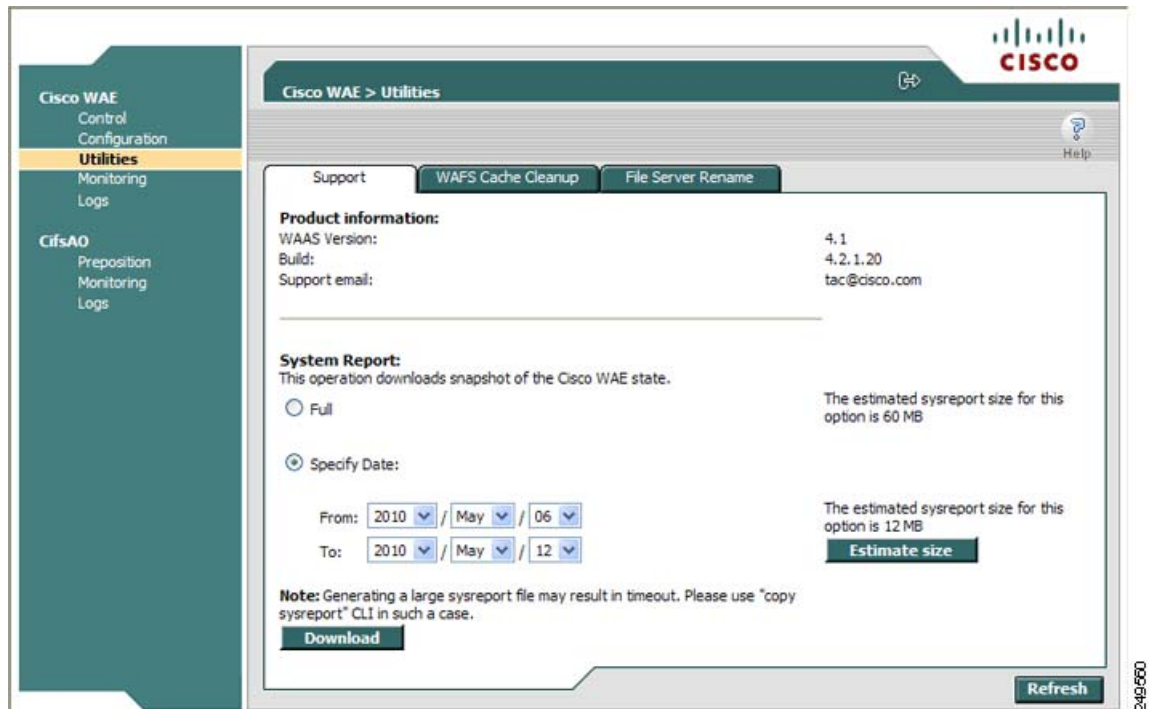 CISCO
Cisco WAE
Control
Configuration
Utilities
Monitoring
Logs
CifsAO
Preposition
Monitoring
Logs
Cisco WAE > Utilities
Help
Support
WAFS Cache Cleanup
File Server Rename
Product information:
WAAS Version: 4.1
Build: 4.2.1.20
Support email: tac@cisco.com
System Report:
This operation downloads snapshot of the Cisco WAE state.
Full
The estimated sysreport size for this
option is 60 MB
Specify Date:
From: 2010 / May / 06
To: 2010 / May / 12
The estimated sysreport size for this
option is 12 MB
Estimate size
Note: Generating a large sysreport file may result in timeout. Please use "copy
sysreport" CLI in such a case.
Download
Refresh
249560